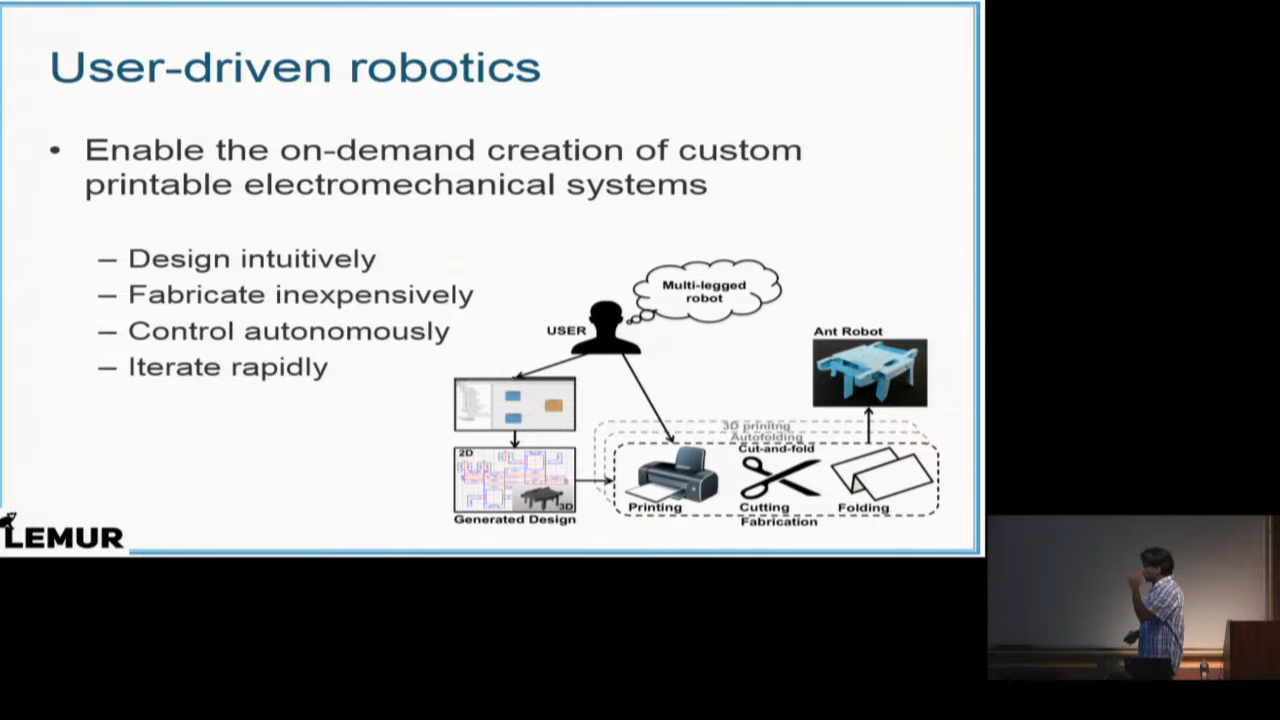 User-driven robotics
• Enable the on-demand creation of custom
printable electromechanical systems
– Design intuitively
– Fabricate inexpensively
– Control autonomously
– Iterate rapidly
Multi-legged
robot
USER
Ant Robot
3D prinitng
Autofolding
Cut-and-fold
2D
3D
Generated Design
Printing
Cutting
Folding
Fabrication
LEMUR